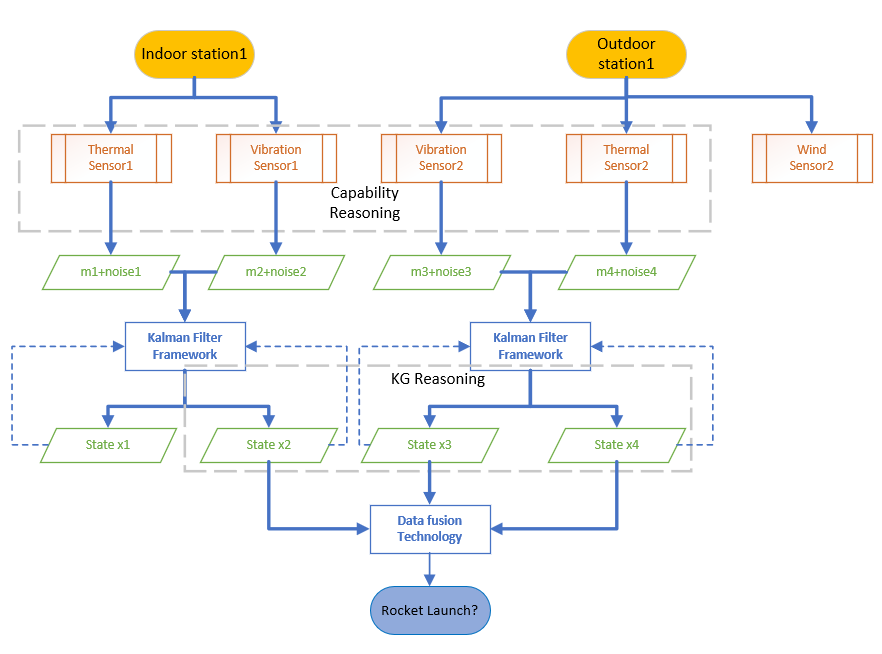 Indoor station1
Outdoor
station1
Thermal
Sensor1
Vibration
Sensor1
Vibration
Sensor2
Thermal
Sensor2
Wind
Sensor2
Capability
Reasoning
m1+noise1
m2+noise2
m3+noise3
m4+noise4
Kalman Filter
Framework
Kalman Filter
Framework
KG Reasoning
State x1
State x2
State x3
State x4
Data fusion
Technology
Rocket Launch?